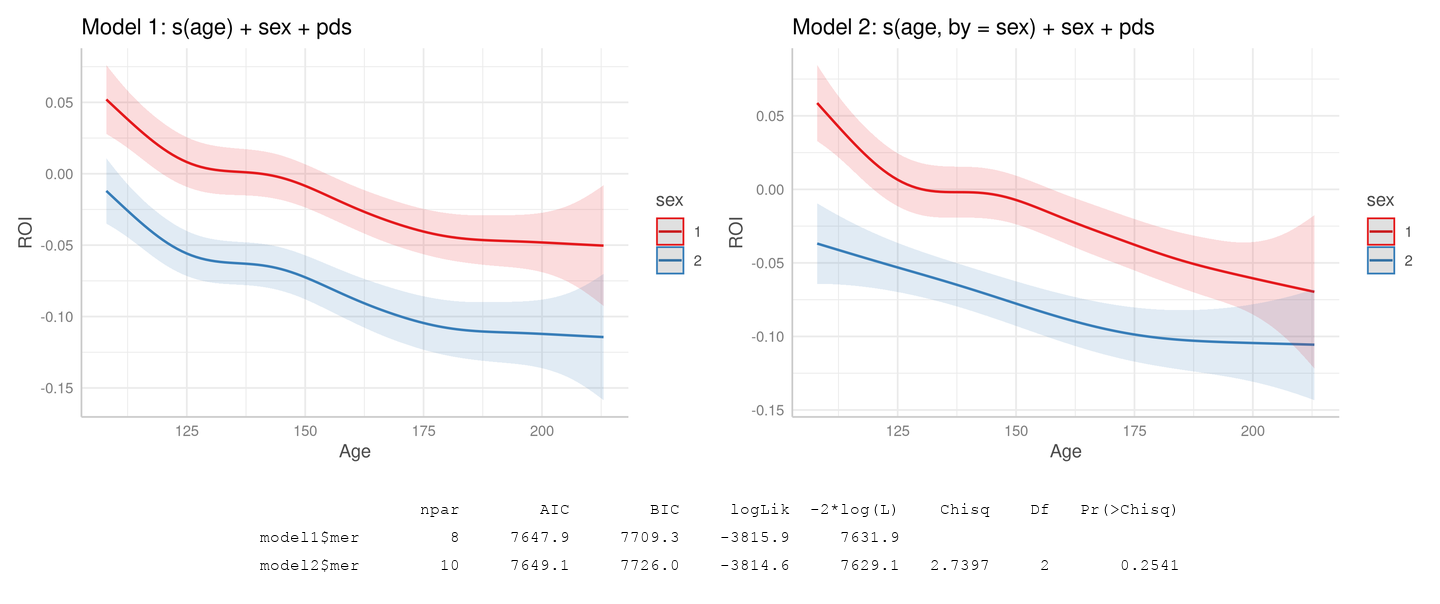 Model 1: s(age) + sex + pds
0.05
0.00
-0.05
-0.10
-0.15
ROI
125 150 175 200
Age
sex
1
2
Model 2: s(age, by = sex) + sex + pds
0.05
0.00
-0.05
-0.10
-0.15
ROI
125 150 175 200
Age
sex
1
2
npar AIC BIC logLik -2*log(L) Chisq Df Pr(>Chisq)
model1$mer 8 7647.9 7709.3 -3815.9 7631.9
model2$mer 10 7649.1 7726.0 -3814.6 7629.1 2.7397 2 0.2541